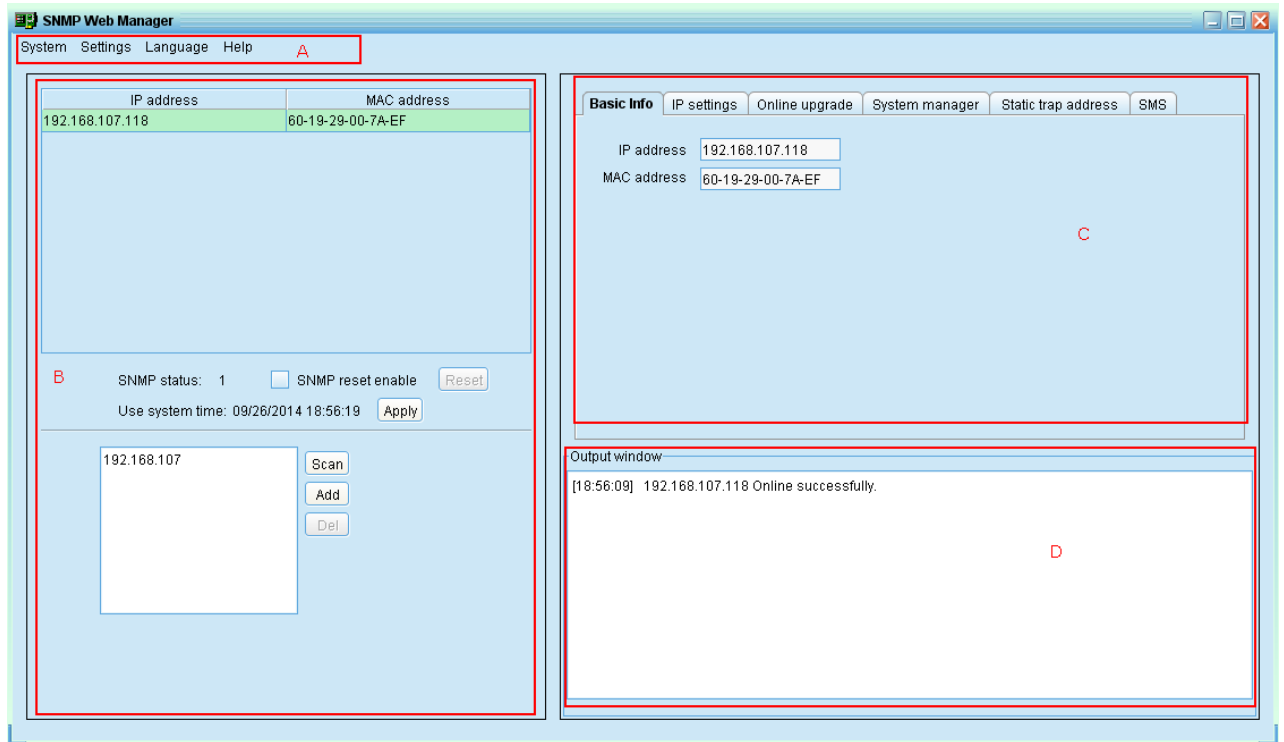 SNMP Web Manager
System Settings Language Help A
IP address MAC address
192.168.107.118 60-19-29-00-7A-EF
B
SNMP status: 1 SNMP reset enable Reset
Use system time: 09/26/2014 18:56:19 Apply
192.168.107
Scan
Add
Del
Basic Info IP settings Online upgrade System manager Static trap address SMS
IP address 192.168.107.118
MAC address 60-19-29-00-7A-EF
C
Output window
[18:56:09] 192.168.107.118 Online successfully.
D